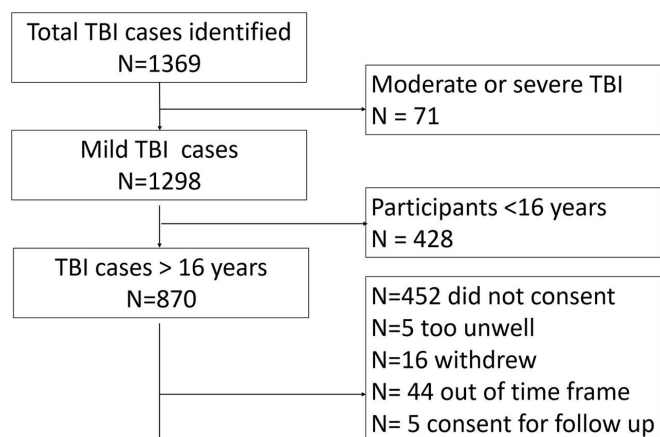 Total TBI cases identified
N=1369
Moderate or severe TBI
N = 71
Mild TBI cases
N=1298
Participants <16 years
N = 428
TBI cases > 16 years
N=870
N=452 did not consent
N=5 too unwell
N=16 withdrew
N= 44 out of time frame
N= 5 consent for follow up